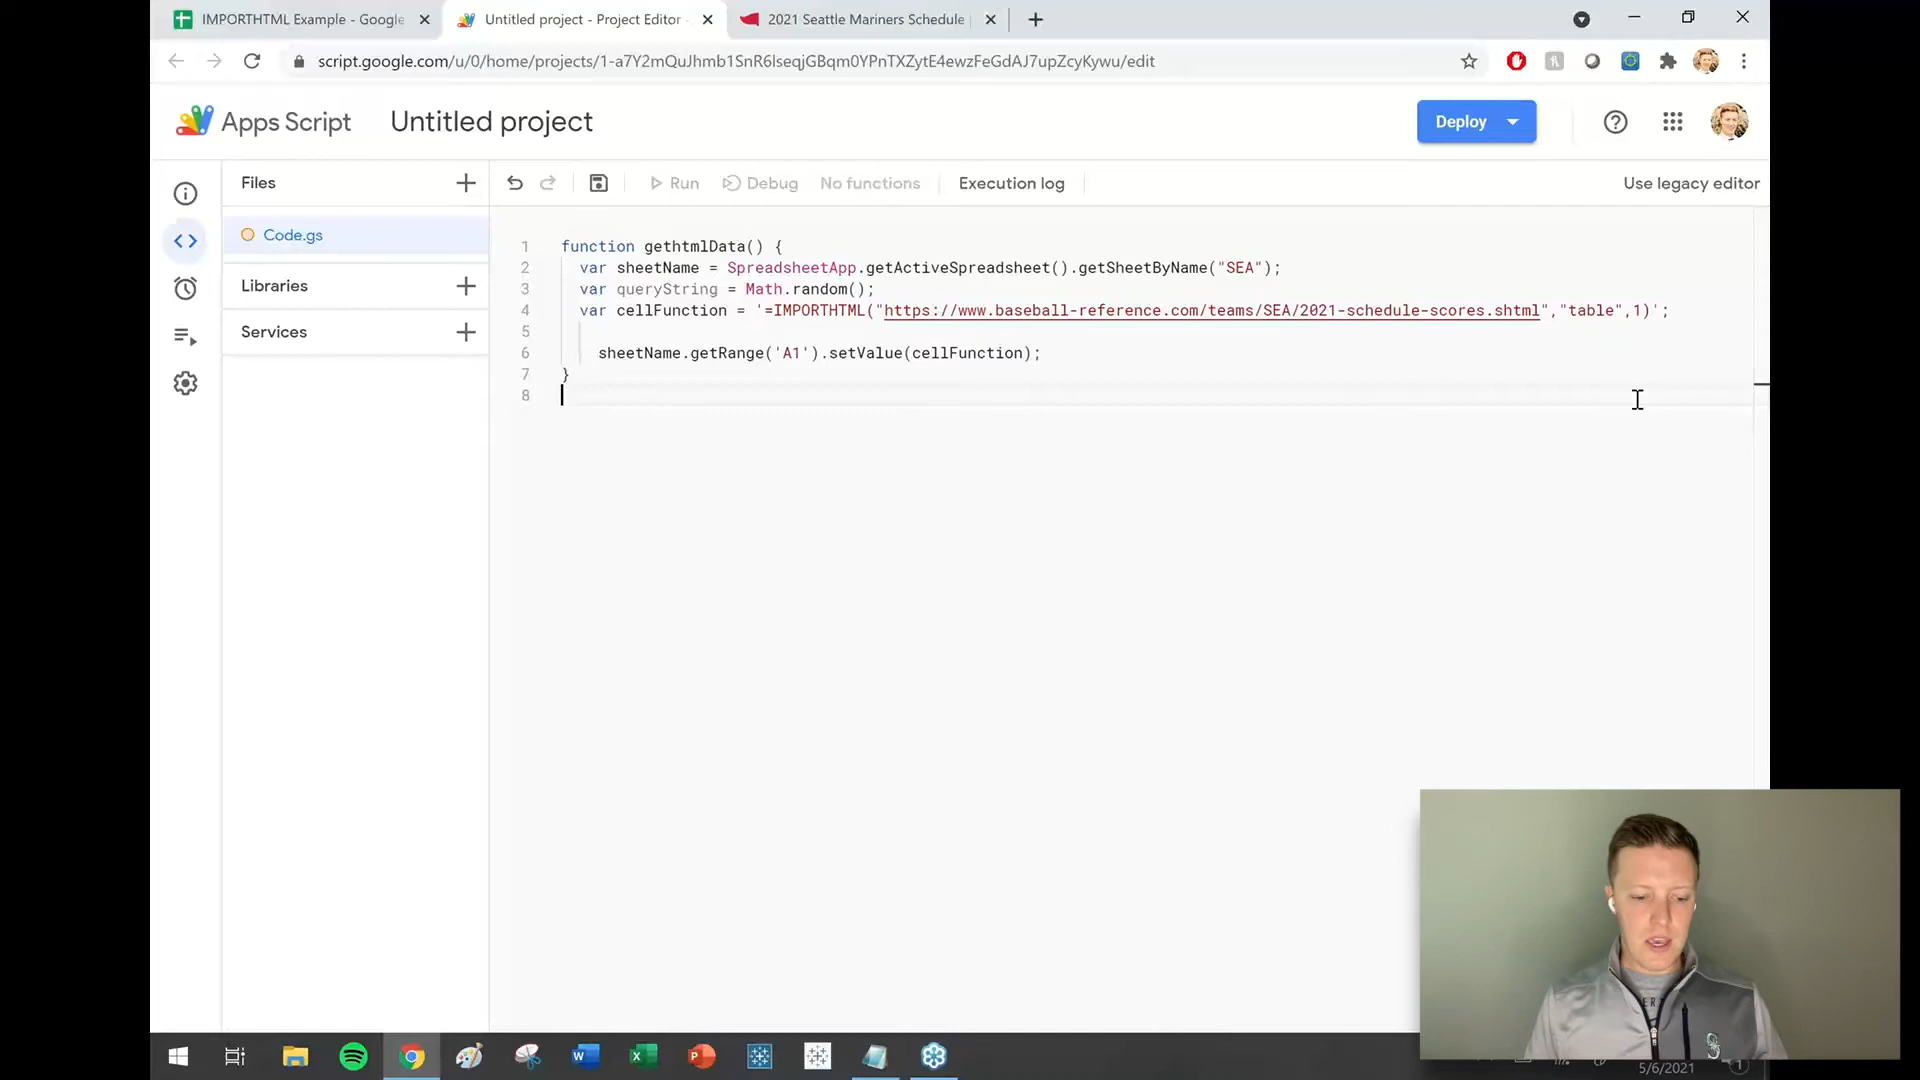 IMPORTHTML Example - Google
Untitled project - Project Editor
2021 Seattle Mariners Schedule
script.google.com/u/0/home/projects/1-a7Y2mQuJhmb1SnR6lseqjGBqm0YPnTXZytE4ewzFeGdAJ7upZcyKywu/edit
Apps Script
Untitled project
Deploy
Files
Run
Debug
No functions
Execution log
Use legacy editor
Code.gs
Libraries
Services
1 function gethtmlData() {
2 var sheetName = SpreadsheetApp.getActiveSpreadsheet().getSheetByName("SEA");
3 var queryString = Math.random();
4 var cellFunction = '=IMPORTHTML("https://www.baseball-reference.com/teams/SEA/2021-schedule-scores.shtml","table",1)';
5
6 sheetName.getRange('A1').setValue(cellFunction);
7 }
8
5/6/2021